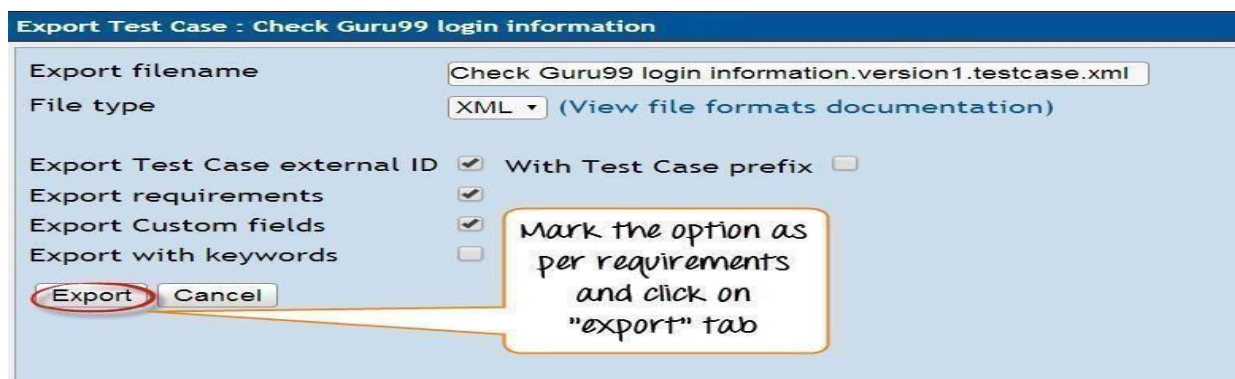 Export Test Case : Check Guru99 login information
Export filename Check Guru99 login information.version1.testcase.xml
File type XML (View file formats documentation)
Export Test Case external ID With Test Case prefix
Export requirements
Export Custom fields
Export with keywords
Export Cancel
Mark the option as
per requirements
and click on
"export" tab